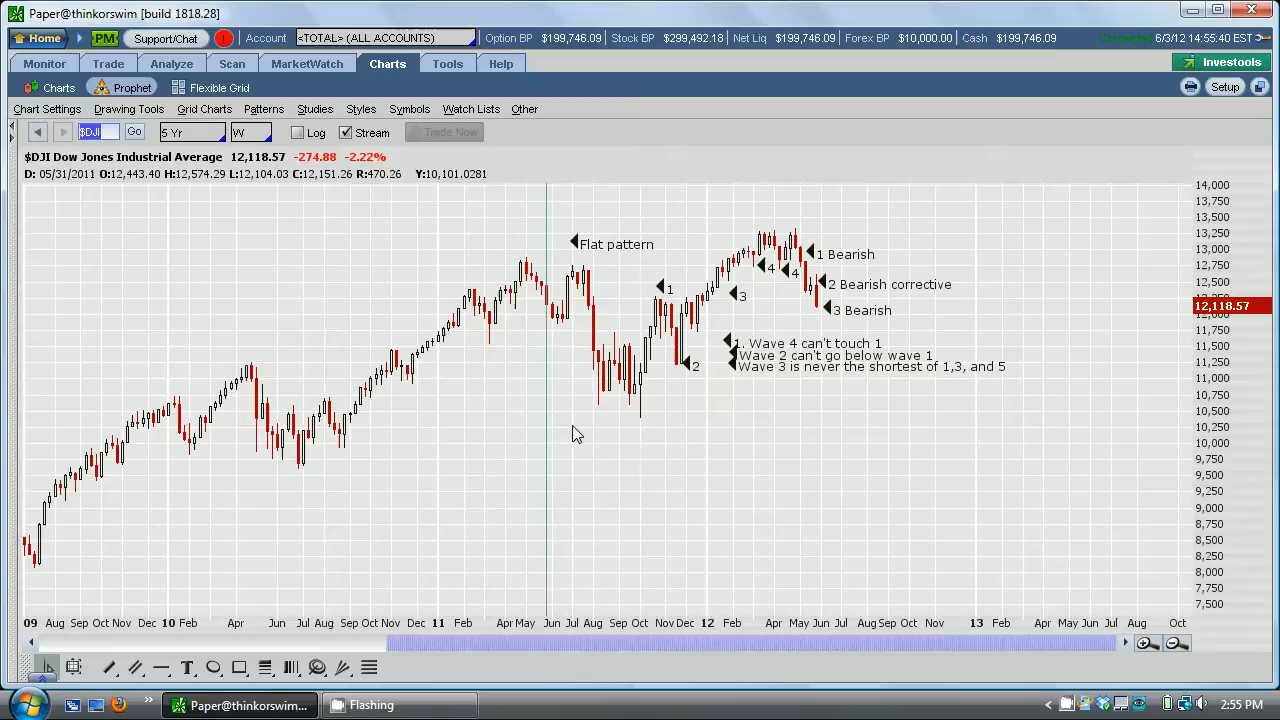 Paper@thinkorswim [build 1818.28]
Home PM Support/Chat ! Account <TOTAL> (ALL ACCOUNTS) Option BP $199,746.09 Stock BP $299,492.18 Net Liq $199,746.09 Forex BP $10,000.00 Cash $199,746.09 Connected 6/3/12 14:55:40 EST
Monitor Trade Analyze Scan MarketWatch Charts Tools Help Investools
Charts Prophet Flexible Grid Setup
Chart Settings Drawing Tools Grid Charts Patterns Studies Styles Symbols Watch Lists Other
$DJI Go 5 Yr W Log Stream Trade Now
$DJI Dow Jones Industrial Average 12,118.57 -274.88 -2.22%
D: 05/31/2011 O:12,443.40 H:12,574.29 L:12,104.03 C:12,151.26 R:470.26 Y:10,101.0281
14,000
13,750
13,500
13,250
13,000
12,750
12,500
12,118.57
12,000
11,750
11,500
11,250
11,000
10,750
10,500
10,250
10,000
9,750
9,500
9,250
9,000
8,750
8,500
8,250
8,000
7,750
7,500
Flat pattern
1
2
3
4
4
1 Bearish
2 Bearish corrective
3 Bearish
1. Wave 4 can't touch 1
Wave 2 can't go below wave 1
Wave 3 is never the shortest of 1,3, and 5
09 Aug Sep Oct Nov Dec 10 Feb Apr Jun Jul Aug Sep Oct Nov Dec 11 Feb Apr May Jun Jul Aug Sep Oct Nov Dec 12 Feb Apr May Jun Jul Aug Sep Oct Nov 13 Feb Apr May Jun Jul Aug Oct
T
Paper@thinkorswim... Flashing 2:55 PM